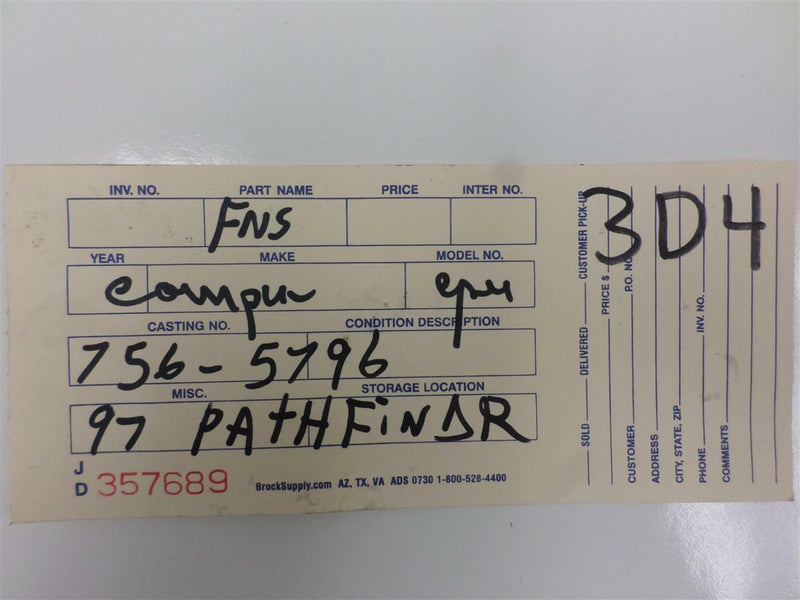 INV. NO. PART NAME PRICE INTER NO.
FNS
YEAR MAKE MODEL NO.
compu cpu
CASTING NO. CONDITION DESCRIPTION
756-5796
MISC. STORAGE LOCATION
97 PATHFiNDR
J
D 357689 BrockSupply.com AZ, TX, VA ADS 0730 1-800-528-4400
3D4
SOLD DELIVERED CUSTOMER PICK-UP
PRICE $
CUSTOMER P.O. NO.
ADDRESS
CITY, STATE, ZIP
PHONE INV. NO.
COMMENTS